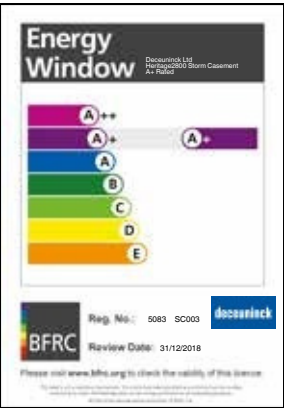 Energy
Window
Deceuninck Ltd
Heritage2800 Storm Casement
A+ Rated
A++
A+ A+
A
B
C
D
E
Reg. No.: 5083 SC003
deceuninck
BFRC
Review Date: 31/12/2018
Please visit www.bfrc.org to check the validity of this licence